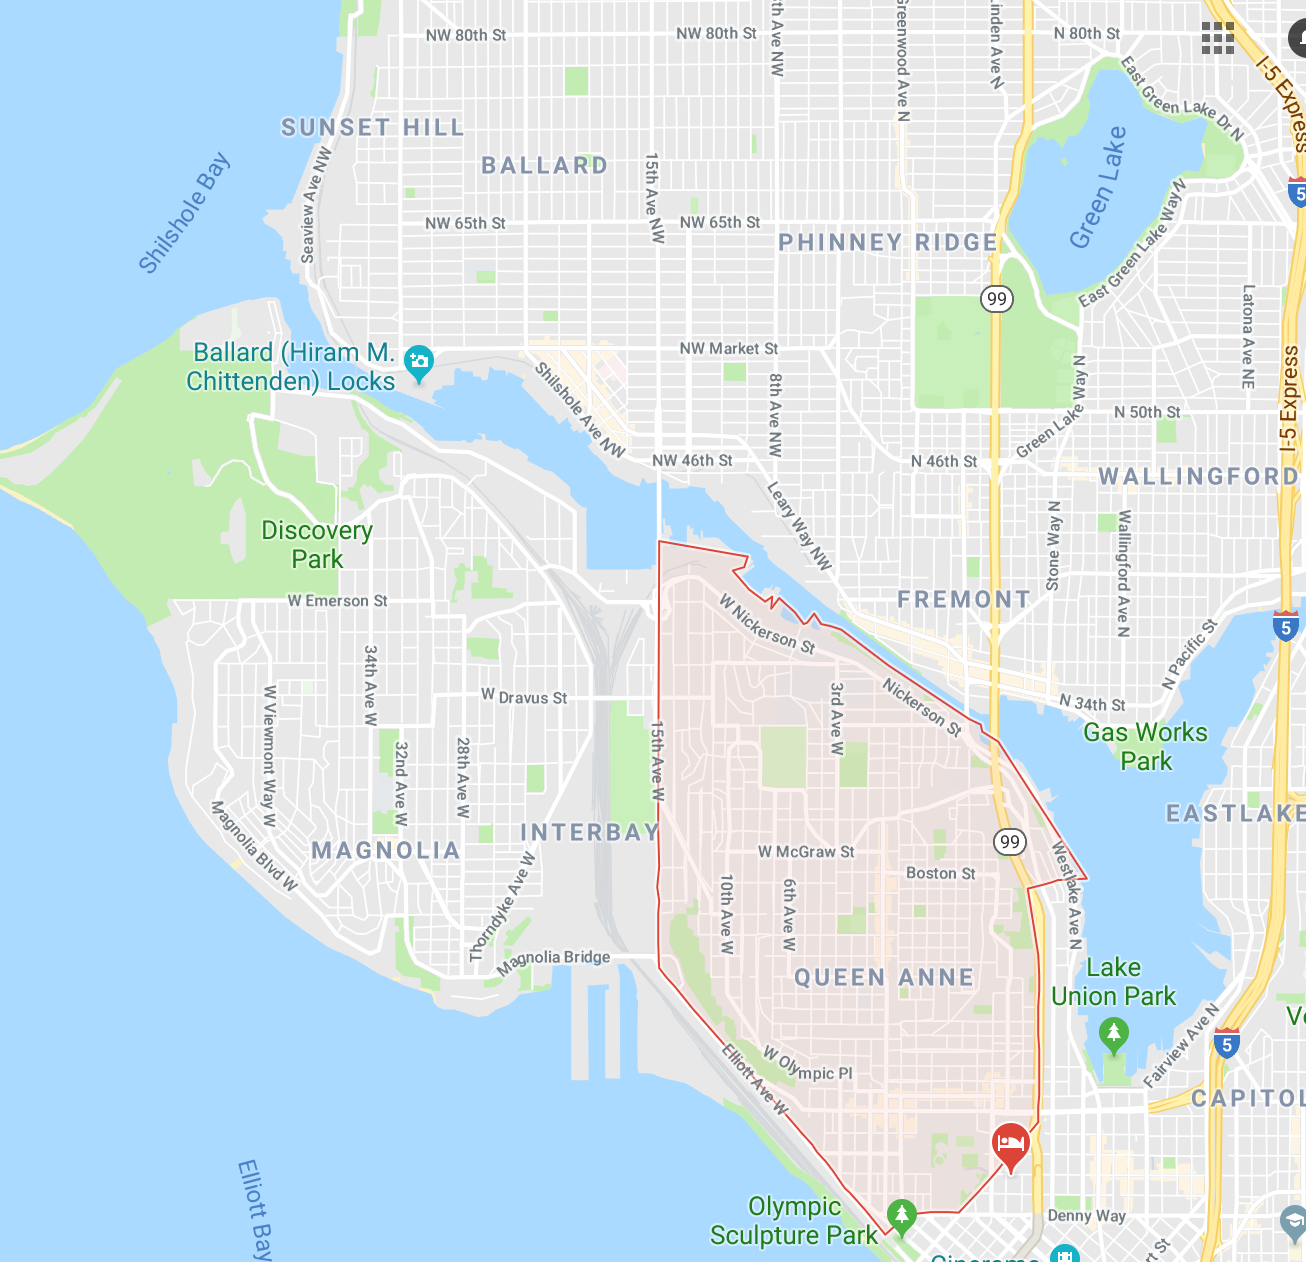 NW 80th St
NW 80th St
8th Ave NW
Greenwood Ave N
Linden Ave N
N 80th St
I-5 Express
East Green Lake Dr N
SUNSET HILL
BALLARD
Shilshole Bay
Seaview Ave NW
15th Ave NW
Green Lake
5
NW 65th St
NW 65th St
PHINNEY RIDGE
East Green Lake Way N
99
Latona Ave NE
Ballard (Hiram M.
Chittenden) Locks
NW Market St
Shilshole Ave NW
8th Ave NW
Green Lake Way N
I-5 Express
N 50th St
NW 46th St
N 46th St
WALLINGFORD
Leary Way NW
Stone Way N
Wallingford Ave N
Discovery
Park
W Emerson St
FREMONT
W Nickerson St
N Pacific St
5
34th Ave W
W Viewmont Way W
W Dravus St
3rd Ave W
Nickerson St
N 34th St
Gas Works
Park
15th Ave W
32nd Ave W
28th Ave W
EASTLAKE
Magnolia Blvd W
MAGNOLIA
INTERBAY
99
W McGraw St
Boston St
Westlake Ave N
Thorndyke Ave W
10th Ave W
6th Ave W
Magnolia Bridge
QUEEN ANNE
Lake
Union Park
Fairview Ave N
5
Elliott Ave W
W Olympic Pl
CAPITOL
Elliott Bay
Olympic
Sculpture Park
Denny Way
Cinerama